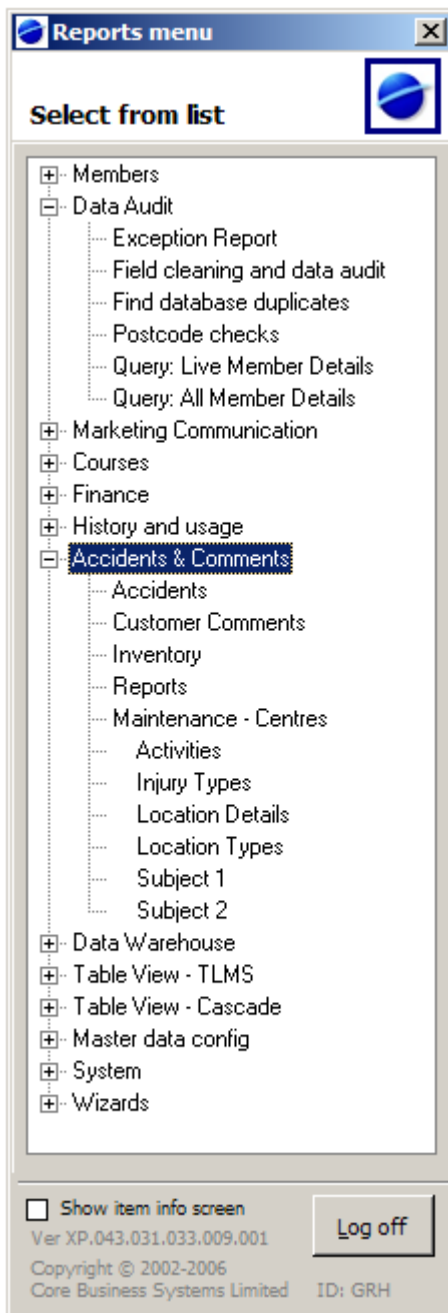 Reports menu
Select from list
Members
Data Audit
Exception Report
Field cleaning and data audit
Find database duplicates
Postcode checks
Query: Live Member Details
Query: All Member Details
Marketing Communication
Courses
Finance
History and usage
Accidents & Comments
Accidents
Customer Comments
Inventory
Reports
Maintenance - Centres
Activities
Injury Types
Location Details
Location Types
Subject 1
Subject 2
Data Warehouse
Table View - TLMS
Table View - Cascade
Master data config
System
Wizards
Show item info screen
Log off
Ver XP.043.031.033.009.001
Copyright © 2002-2006
Core Business Systems Limited ID: GRH